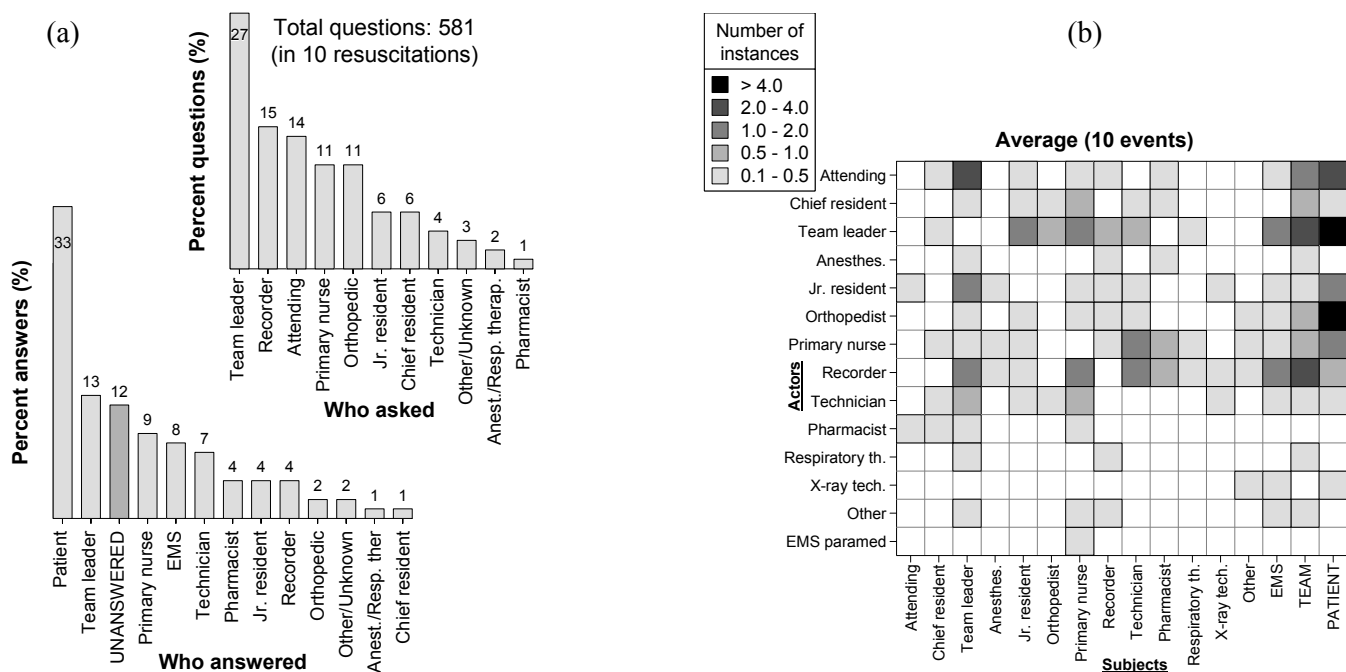 (a)
Total questions: 581
(in 10 resuscitations)
Percent questions (%)
27
15
14
11
11
6
6
4
3
2
1
Team leader
Recorder
Attending
Primary nurse
Orthopedic
Jr. resident
Chief resident
Technician
Other/Unknown
Anest./Resp. therap.
Pharmacist
Who asked
Percent answers (%)
33
13
12
9
8
7
4
4
4
2
2
1
1
Patient
Team leader
UNANSWERED
Primary nurse
EMS
Technician
Pharmacist
Jr. resident
Recorder
Orthopedic
Other/Unknown
Anest./Resp. ther
Chief resident
Who answered
(b)
Number of
instances
> 4.0
2.0 - 4.0
1.0 - 2.0
0.5 - 1.0
0.1 - 0.5
Average (10 events)
Actors
Attending
Chief resident
Team leader
Anesthes.
Jr. resident
Orthopedist
Primary nurse
Recorder
Technician
Pharmacist
Respiratory th.
X-ray tech.
Other
EMS paramed
Attending
Chief resident
Team leader
Anesthes.
Jr. resident
Orthopedist
Primary nurse
Recorder
Technician
Pharmacist
Respiratory th.
X-ray tech.
Other
EMS
TEAM
PATIENT
Subjects